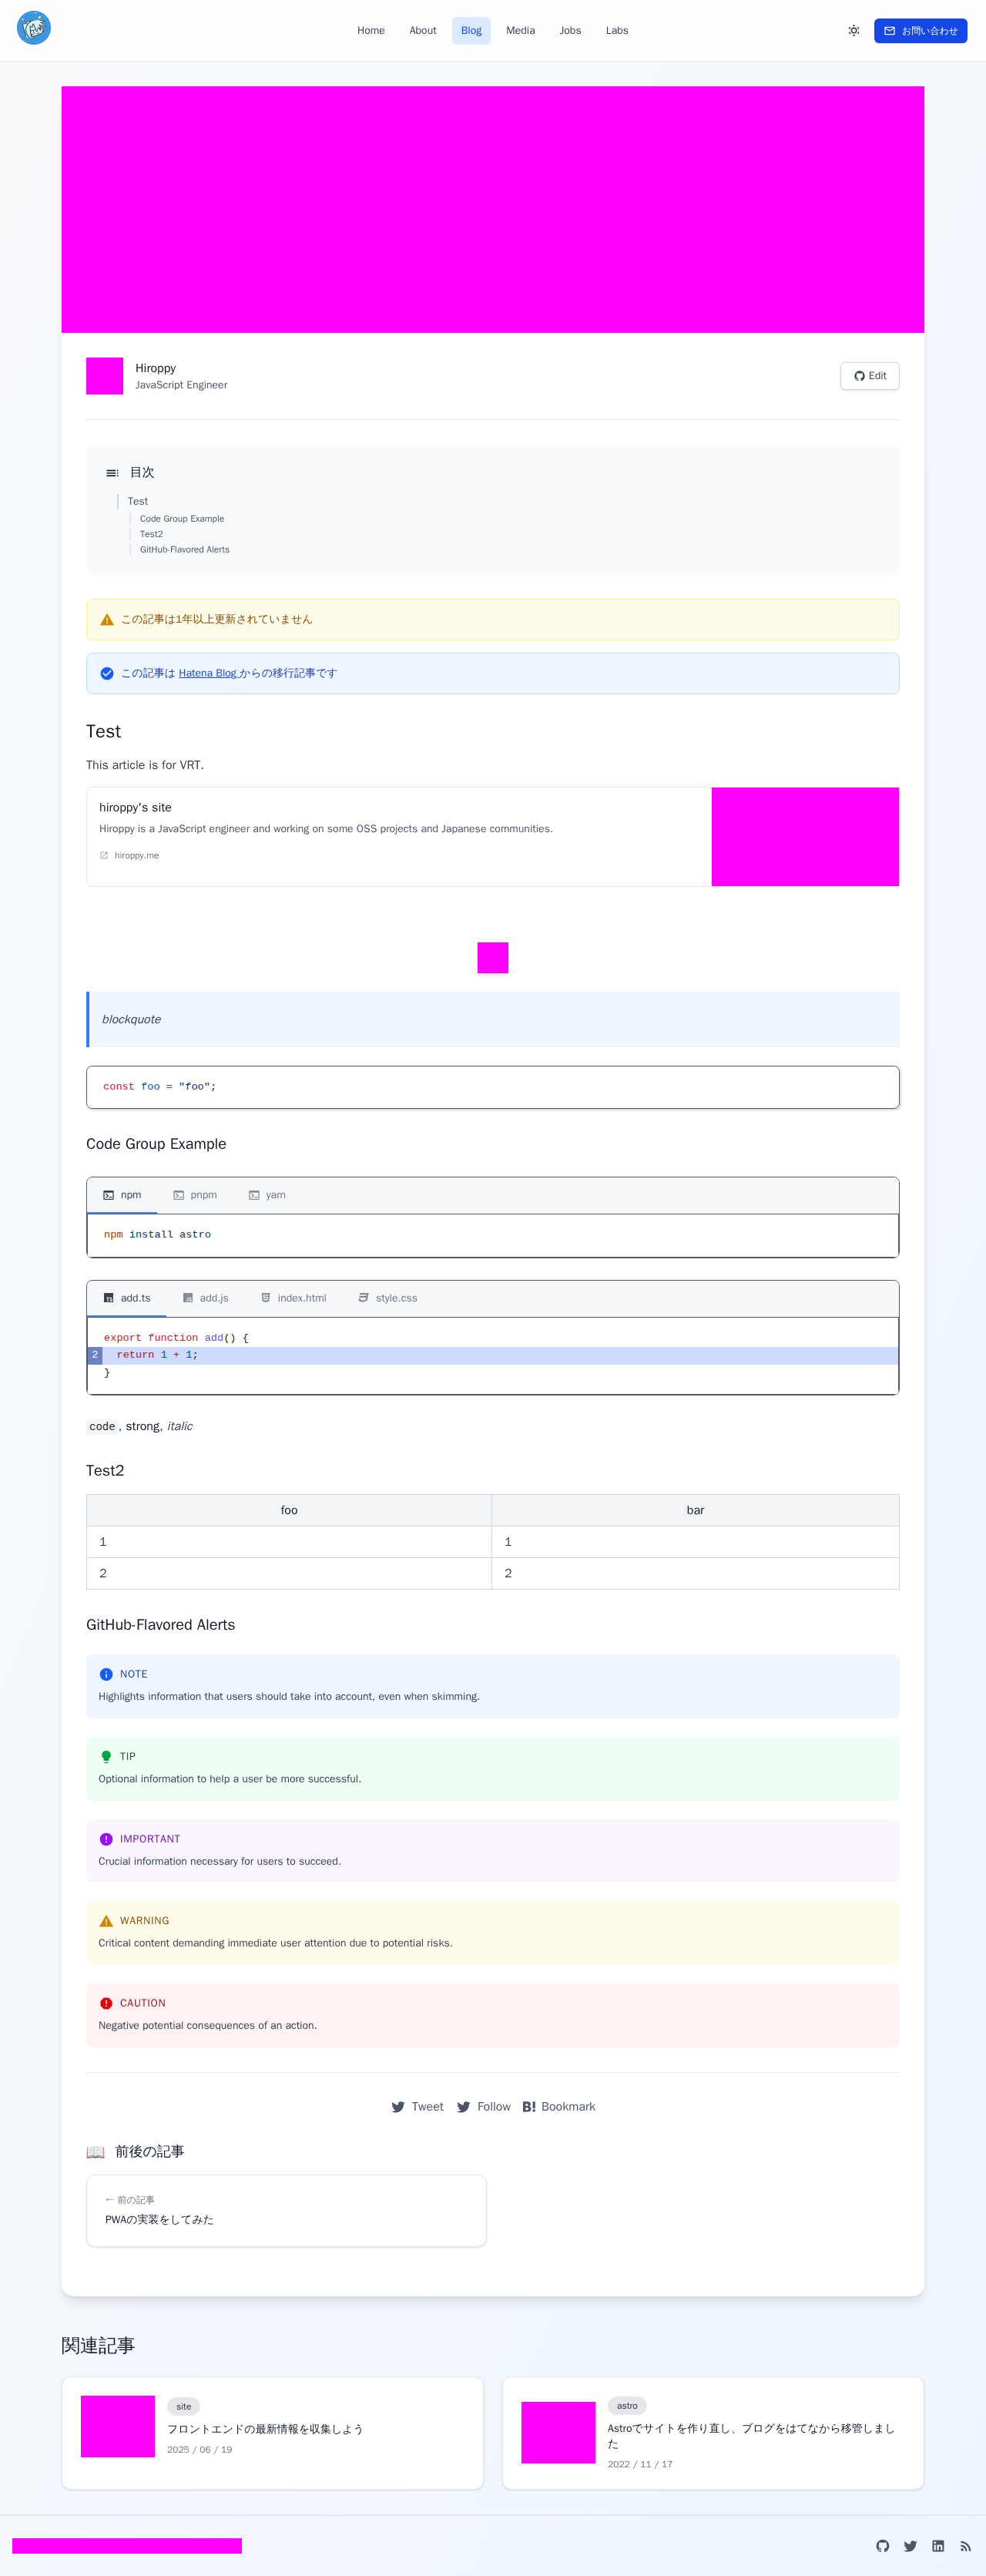 Home About Blog Media Jobs Labs お問い合わせ
Hiroppy
JavaScript Engineer
Edit
目次
Test
Code Group Example
Test2
GitHub-Flavored Alerts
この記事は1年以上更新されていません
この記事は Hatena Blog からの移行記事です
Test
This article is for VRT.
hiroppy's site
Hiroppy is a JavaScript engineer and working on some OSS projects and Japanese communities.
hiroppy.me
blockquote
const foo = "foo";
Code Group Example
npm pnpm yarn
npm install astro
add.ts add.js index.html style.css
export function add() {
2 return 1 + 1;
}
code, strong, italic
Test2
foo bar
1 1
2 2
GitHub-Flavored Alerts
NOTE
Highlights information that users should take into account, even when skimming.
TIP
Optional information to help a user be more successful.
IMPORTANT
Crucial information necessary for users to succeed.
WARNING
Critical content demanding immediate user attention due to potential risks.
CAUTION
Negative potential consequences of an action.
Tweet Follow B! Bookmark
前後の記事
← 前の記事
PWAの実装をしてみた
関連記事
site
フロントエンドの最新情報を収集しよう
2025 / 06 / 19
astro
Astroでサイトを作り直し、ブログをはてなから移管しまし
た
2022 / 11 / 17